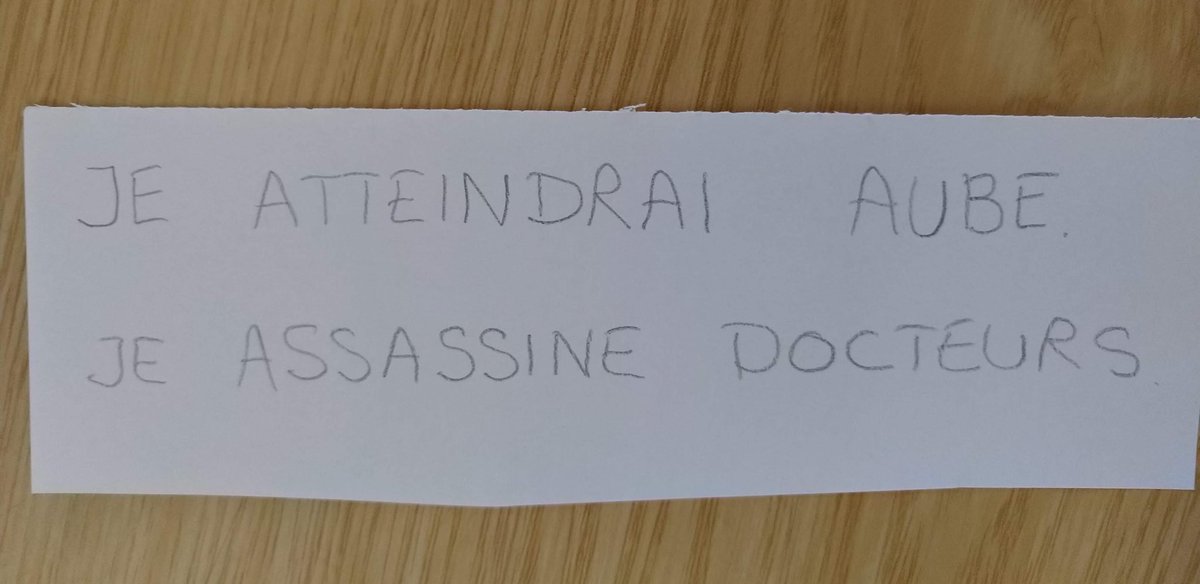 JE ATTEINDRAI AUBE.
JE ASSASSINE DOCTEURS.